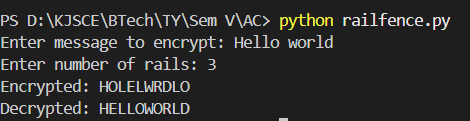 PS D:\KJSCE\BTech\TY\Sem V\AC> python railfence.py
Enter message to encrypt: Hello world
Enter number of rails: 3
Encrypted: HOLELWRDLO
Decrypted: HELLOWORLD